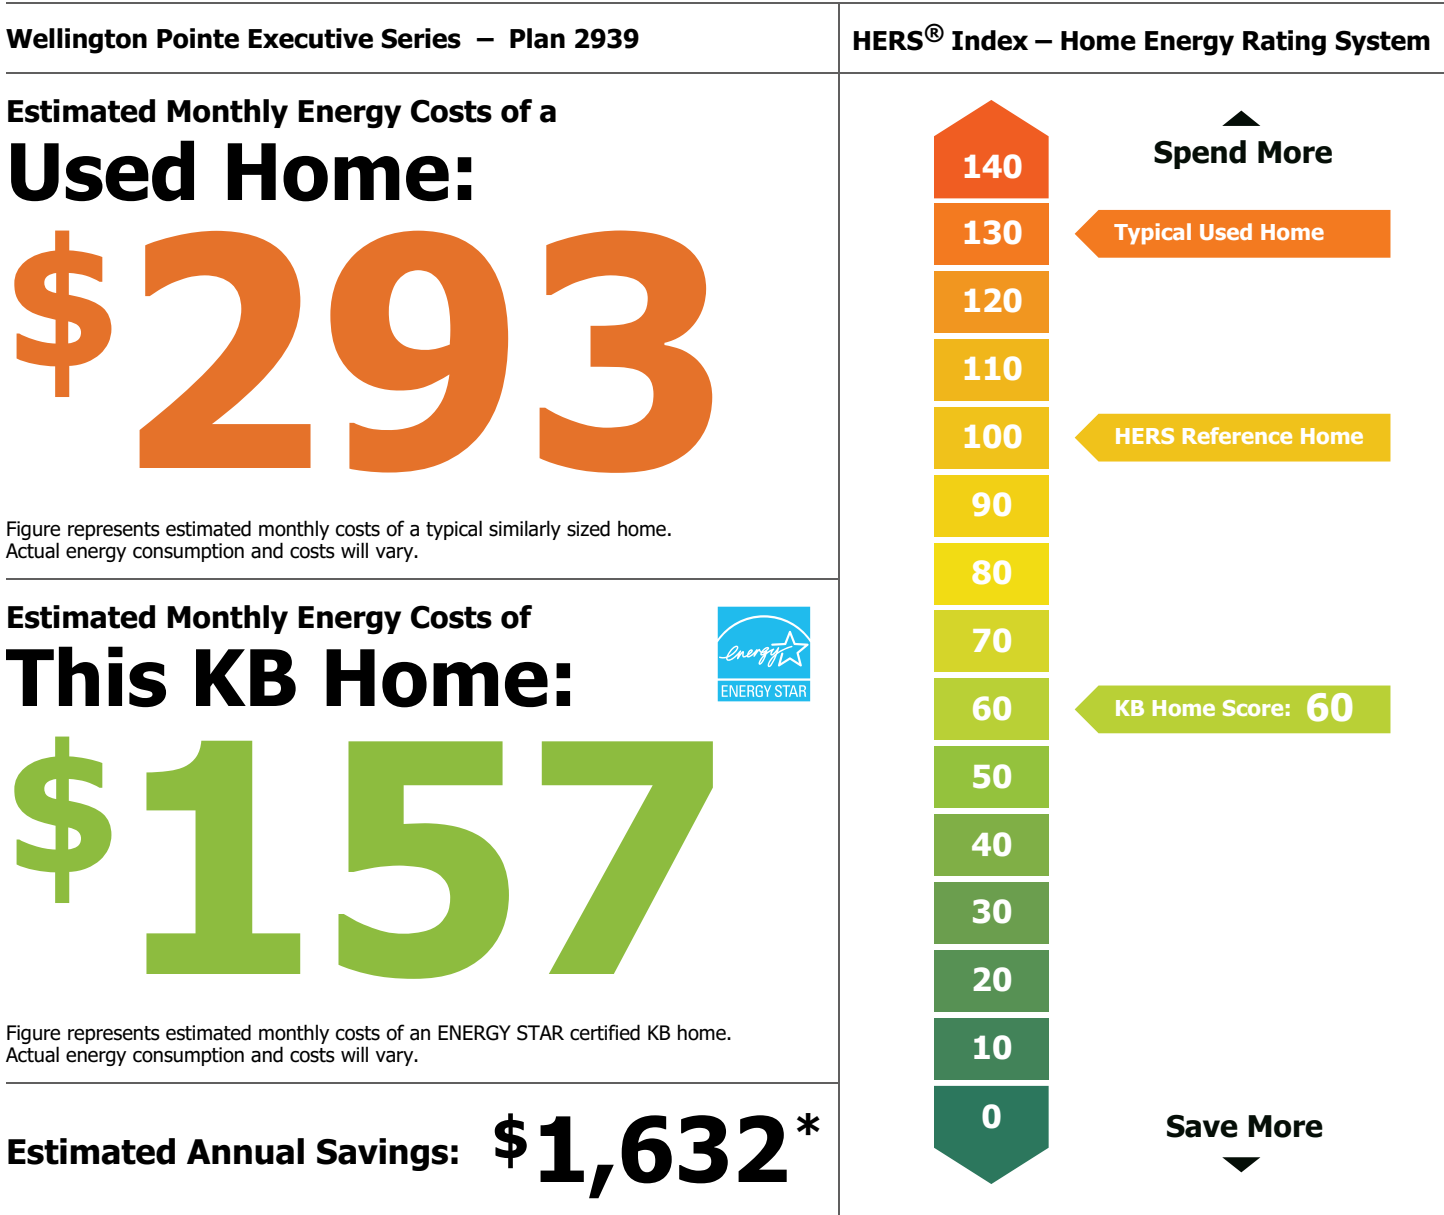 Wellington Pointe Executive Series – Plan 2939
Estimated Monthly Energy Costs of a
Used Home:
$293
Figure represents estimated monthly costs of a typical similarly sized home.
Actual energy consumption and costs will vary.
Estimated Monthly Energy Costs of
This KB Home:
energy
ENERGY STAR
$157
Figure represents estimated monthly costs of an ENERGY STAR certified KB home.
Actual energy consumption and costs will vary.
Estimated Annual Savings: $1,632*
HERS® Index – Home Energy Rating System
Spend More
140
130 Typical Used Home
120
110
100 HERS Reference Home
90
80
70
60 KB Home Score: 60
50
40
30
20
10
0
Save More